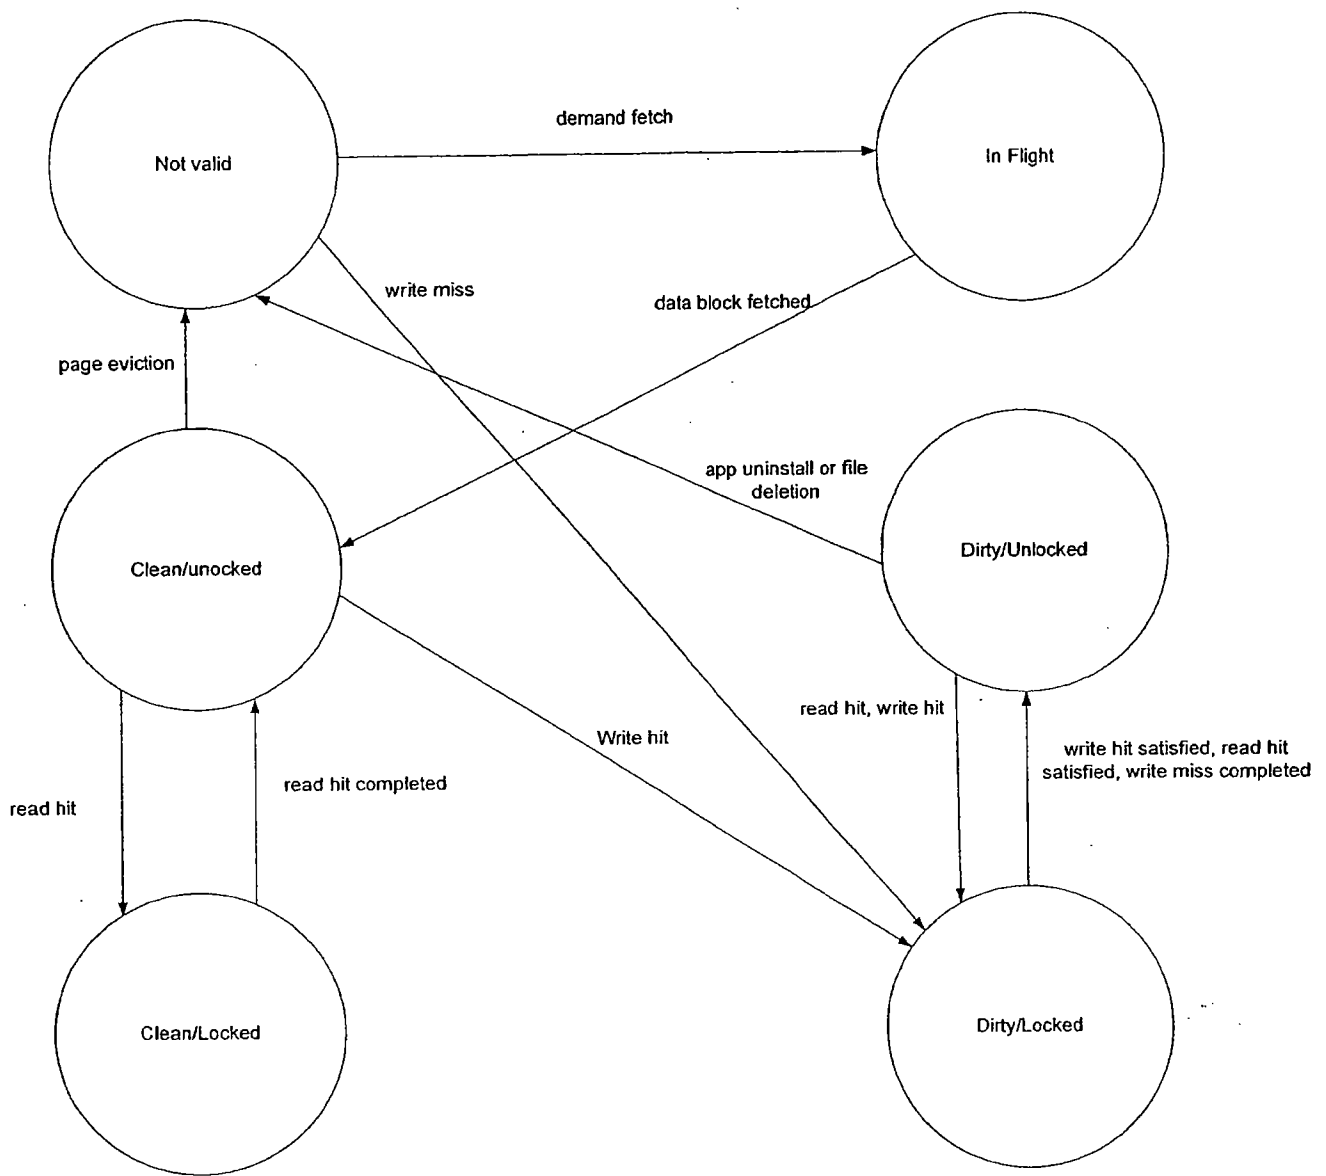 demand fetch
Not valid
In Flight
write miss
data block fetched
page eviction
app uninstall or file
deletion
Clean/unocked
Dirty/Unlocked
read hit, write hit
Write hit
write hit satisfied, read hit
satisfied, write miss completed
read hit completed
read hit
Clean/Locked
Dirty/Locked